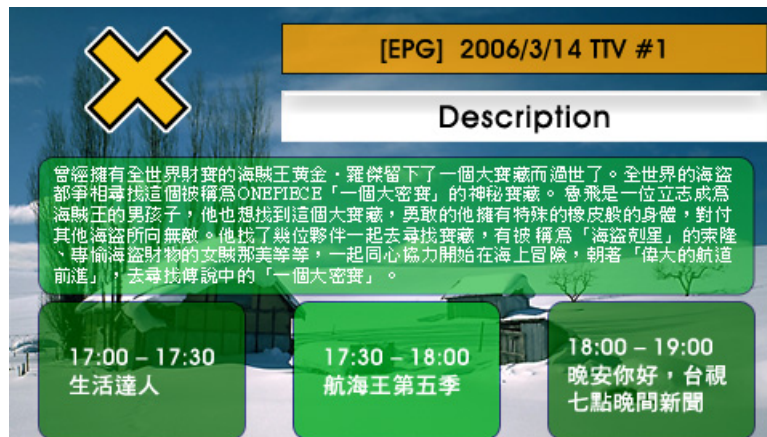 [EPG] 2006/3/14 TTV #1
Description
曾經擁有全世界財寶的海賊王黃金·羅傑留下了一個大寶藏而過世了。全世界的海盜
都爭相尋找這個被稱為ONEPIECE「一個大密寶」的神秘寶藏。 魯飛是一位立志成為
海賊王的男孩子,他也想找到這個大寶藏,勇敢的他擁有特殊的橡皮般的身體,對付
其他海盜所向無敵。他找了幾位夥伴一起去尋找寶藏,有被 稱為「海盜剋星」的索隆
、專偷海盜財物的女賊那美等等,一起同心協力開始在海上冒險,朝著「偉大的航道
前進」,去尋找傳說中的「一個大密寶」。
17:00 – 17:30
生活達人
17:30 – 18:00
航海王第五季
18:00 – 19:00
晚安你好,台視
七點晚間新聞